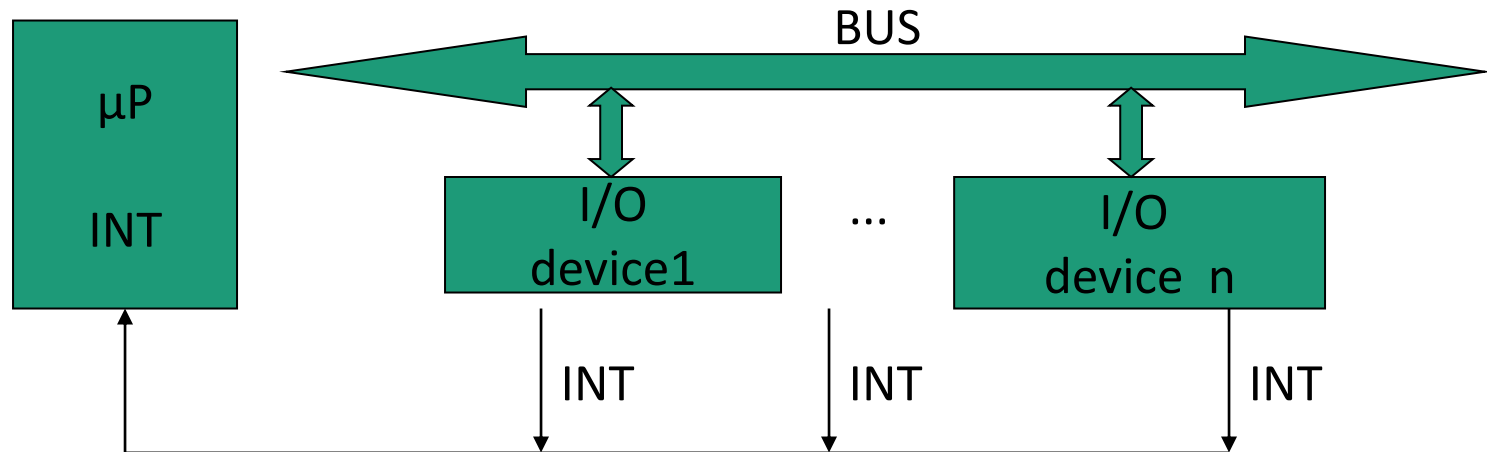 BUS
µP
INT
I/O
device1
...
I/O
device n
INT
INT
INT